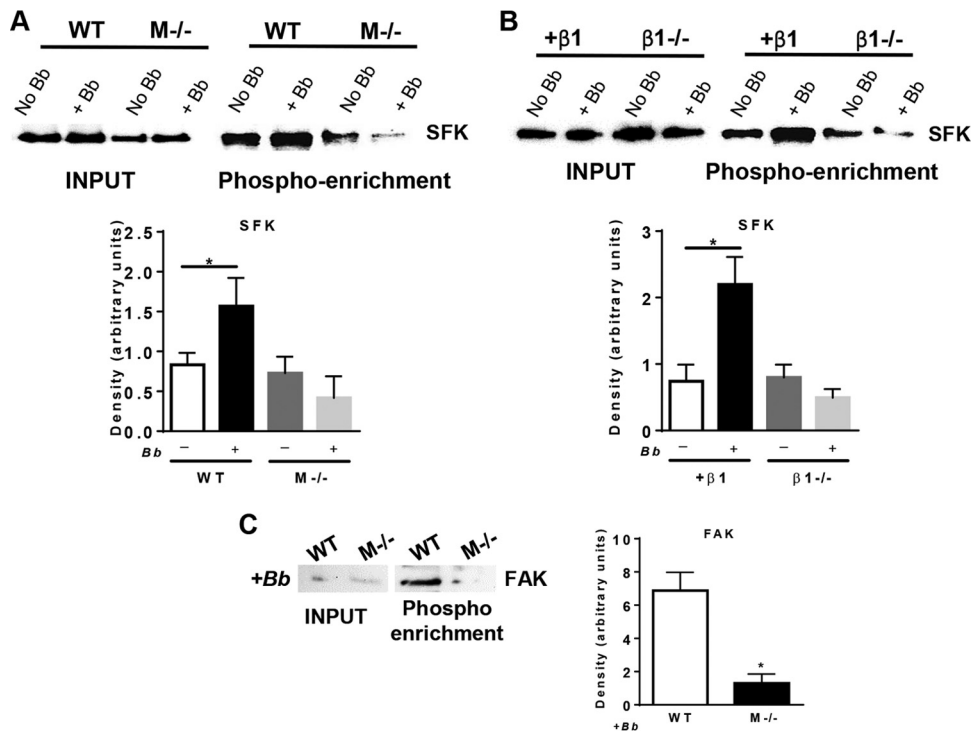 A
WT M-/- WT M-/-
No Bb + Bb No Bb + Bb No Bb + Bb No Bb + Bb
SFK
INPUT Phospho-enrichment
SFK
Density (arbitrary units)
2.5
2.0
1.5
1.0
0.5
0.0
*
Bb – + – +
WT M-/-
B
+β1 β1-/- +β1 β1-/-
No Bb + Bb No Bb + Bb No Bb + Bb No Bb + Bb
SFK
INPUT Phospho-enrichment
SFK
Density (arbitrary units)
3
2
1
0
*
Bb – + – +
+β1 β1-/-
C
WT M-/- WT M-/-
+Bb FAK
INPUT Phospho
enrichment
FAK
Density (arbitrary units)
10
8
6
4
2
0
*
+Bb WT M-/-